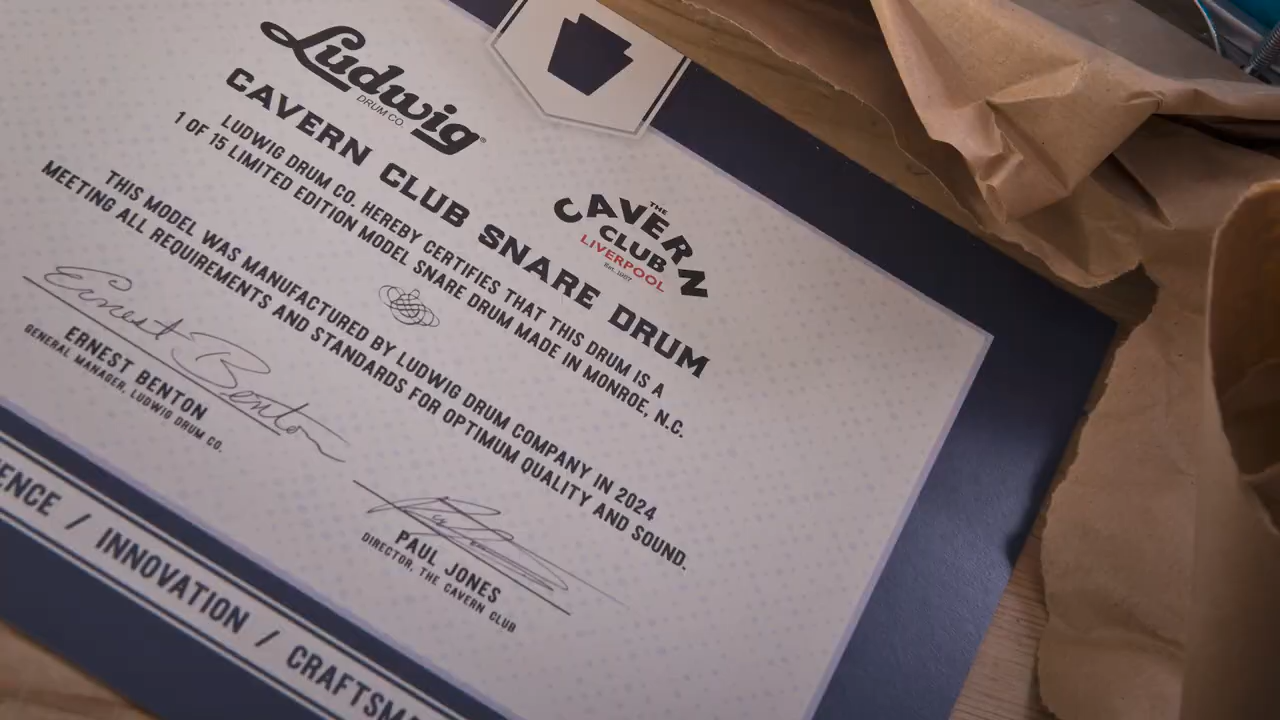 Ludwig®
DRUM CO.
CAVERN CLUB SNARE DRUM
LUDWIG DRUM CO. HEREBY CERTIFIES THAT THIS DRUM IS A
1 OF 15 LIMITED EDITION MODEL SNARE DRUM MADE IN MONROE, N.C.
THE
CAVERN
CLUB
LIVERPOOL
Est. 1957
THIS MODEL WAS MANUFACTURED BY LUDWIG DRUM COMPANY IN 2024
MEETING ALL REQUIREMENTS AND STANDARDS FOR OPTIMUM QUALITY AND SOUND.
Ernest Benton
ERNEST BENTON
GENERAL MANAGER, LUDWIG DRUM CO.
PAUL JONES
DIRECTOR, THE CAVERN CLUB
ENCE / INNOVATION / CRAFTSMA